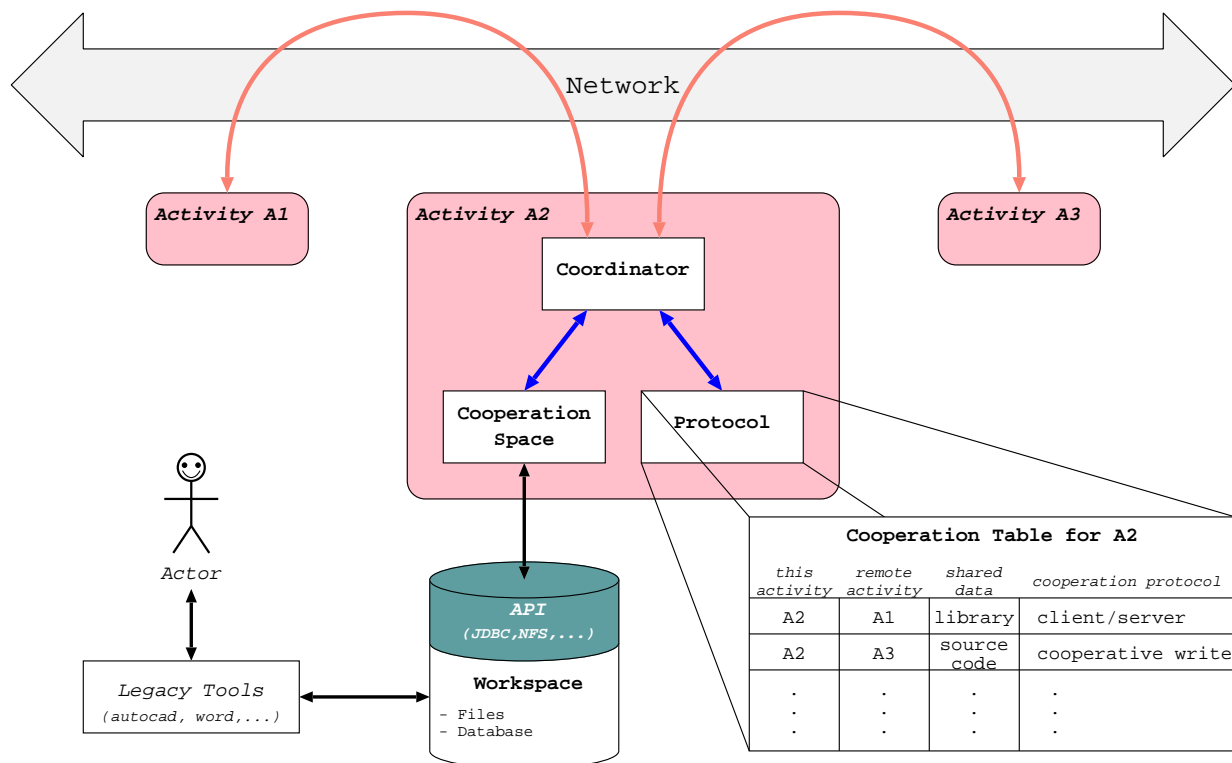 Network
Activity A1
Activity A2
Activity A3
Coordinator
Cooperation
Space
Protocol
Actor
Legacy Tools
(autocad, word,...)
API
(JDBC,NFS,...)
Workspace
- Files
- Database
Cooperation Table for A2
this activity remote activity shared data cooperation protocol
A2 A1 library client/server
A2 A3 source code cooperative write
. . . .
. . . .
. . . .